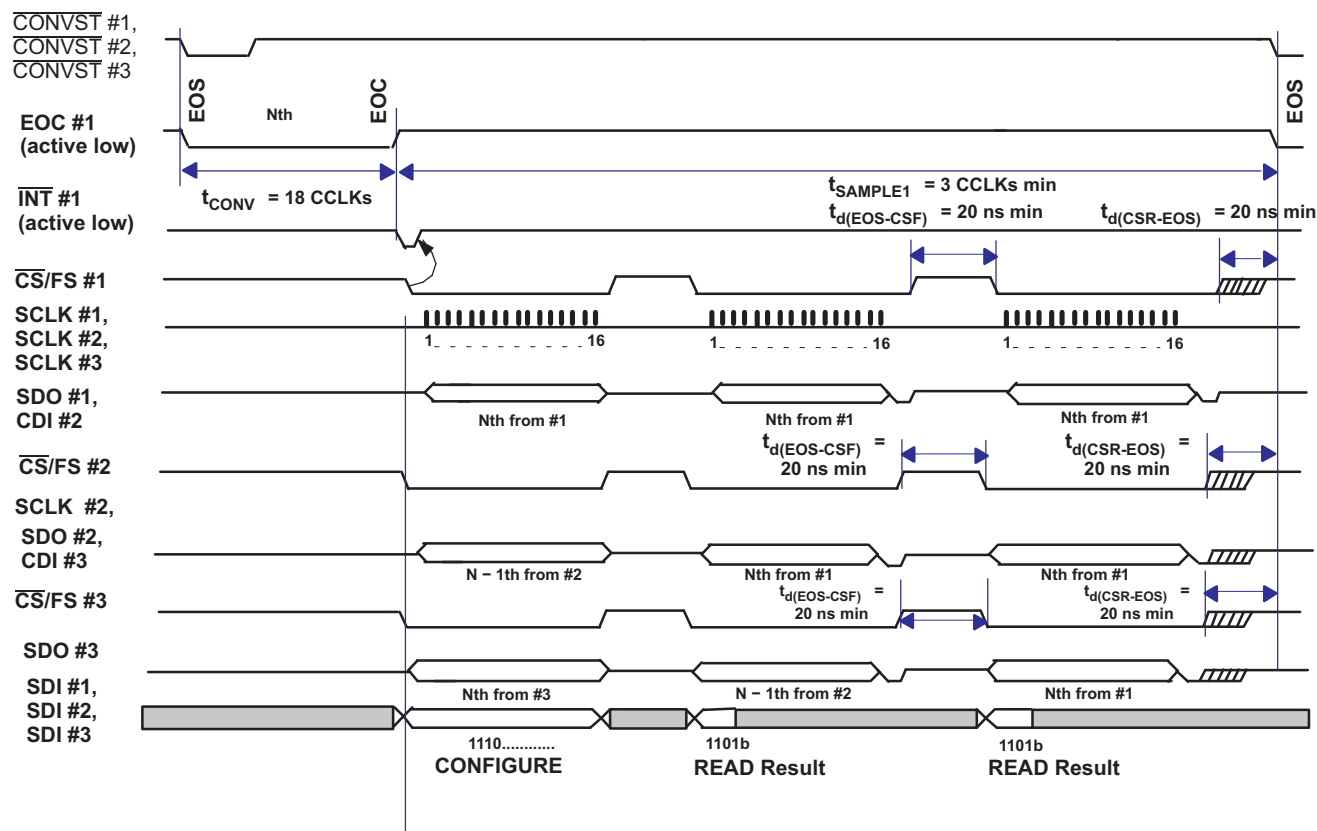 CONVST #1,
CONVST #2,
CONVST #3
EOS
Nth
EOC
EOS
EOC #1
(active low)
tCONV = 18 CCLKs
tSAMPLE1 = 3 CCLKs min
INT #1
(active low)
td(EOS-CSF) = 20 ns min
td(CSR-EOS) = 20 ns min
CS/FS #1
SCLK #1,
SCLK #2,
SCLK #3
1_ _ _ _ _ _ _ _ _ _ _ _ _ 16
1_ _ _ _ _ _ _ _ _ _ _ _ _ 16
1_ _ _ _ _ _ _ _ _ _ _ _ _ 16
SDO #1,
CDI #2
Nth from #1
Nth from #1
Nth from #1
td(EOS-CSF) =
20 ns min
td(CSR-EOS) =
20 ns min
CS/FS #2
SCLK #2,
SDO #2,
CDI #3
N − 1th from #2
Nth from #1
Nth from #1
td(EOS-CSF) =
20 ns min
td(CSR-EOS) =
20 ns min
CS/FS #3
SDO #3
Nth from #3
N − 1th from #2
Nth from #1
SDI #1,
SDI #2,
SDI #3
1110............
CONFIGURE
1101b
READ Result
1101b
READ Result